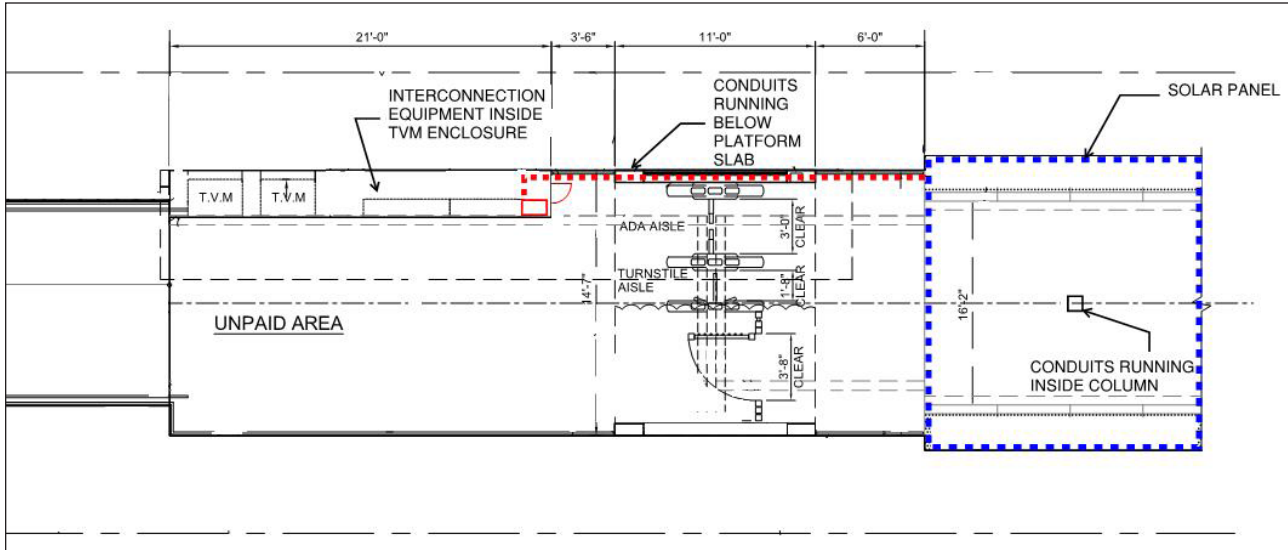 21'-0"
3'-6"
11'-0"
6'-0"
INTERCONNECTION
EQUIPMENT INSIDE
TVM ENCLOSURE
CONDUITS
RUNNING
BELOW
PLATFORM
SLAB
SOLAR PANEL
T.V.M
T.V.M
ADA AISLE
3'-0"
CLEAR
TURNSTILE
AISLE
14'-7"
1'-8"
CLEAR
16'-2"
UNPAID AREA
3'-8"
CLEAR
CONDUITS RUNNING
INSIDE COLUMN